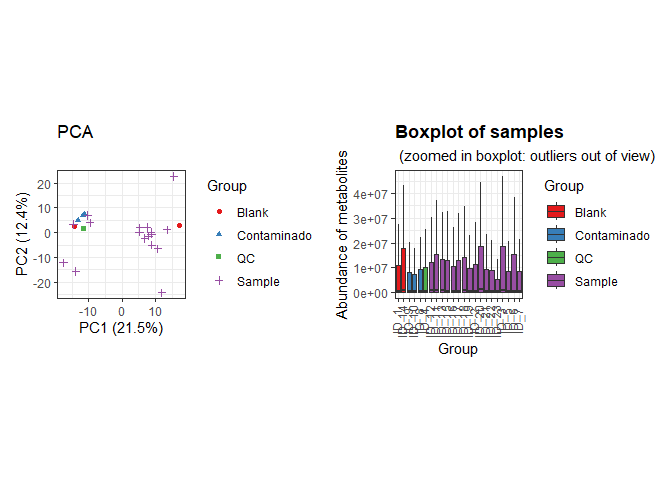 PCA
Boxplot of samples
(zoomed in boxplot: outliers out of view)
PC2 (12.4%)
20
10
0
-10
-20
-10
0
10
PC1 (21.5%)
Group
Blank
Contaminado
QC
Sample
Abundance of metabolites
4e+07
3e+07
2e+07
1e+07
0e+00
Group
Group
Blank
Contaminado
QC
Sample